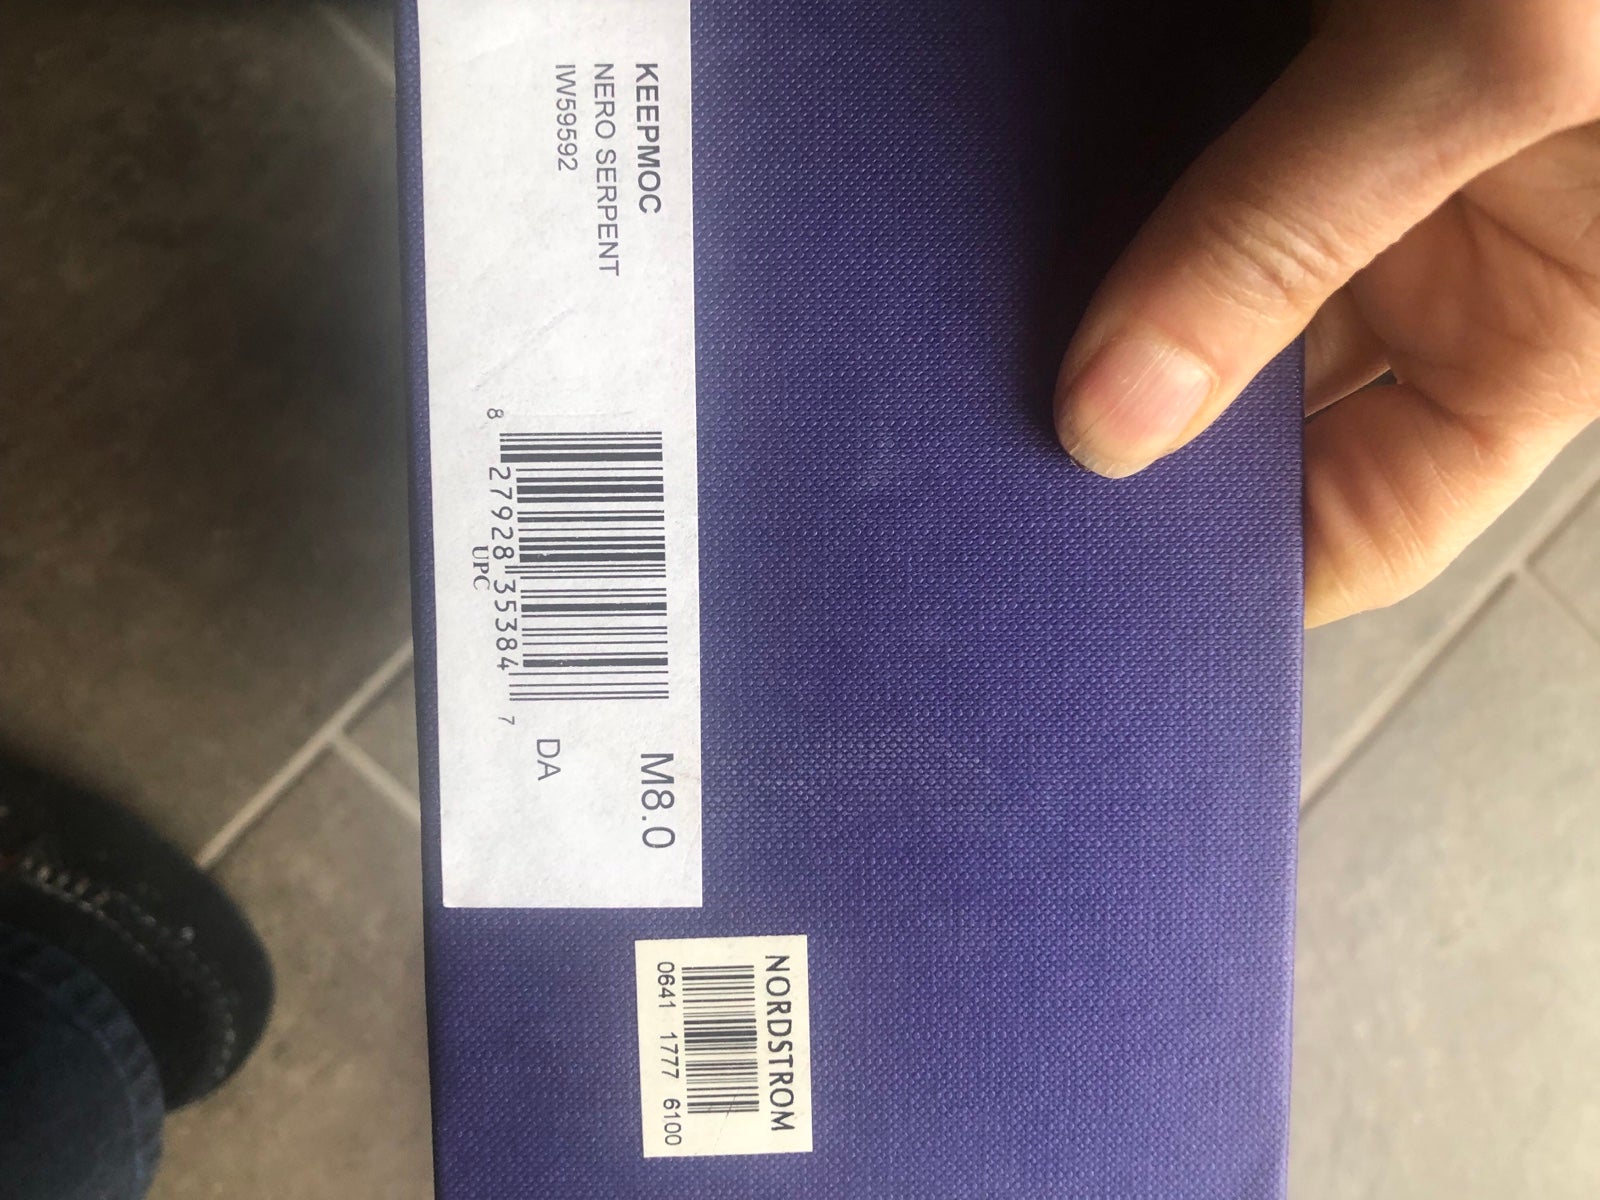 KEEPMOC
NERO SERPENT
IW59592
8 27928 35384 7
UPC
M8.0
DA
NORDSTROM
0641 1777 6100